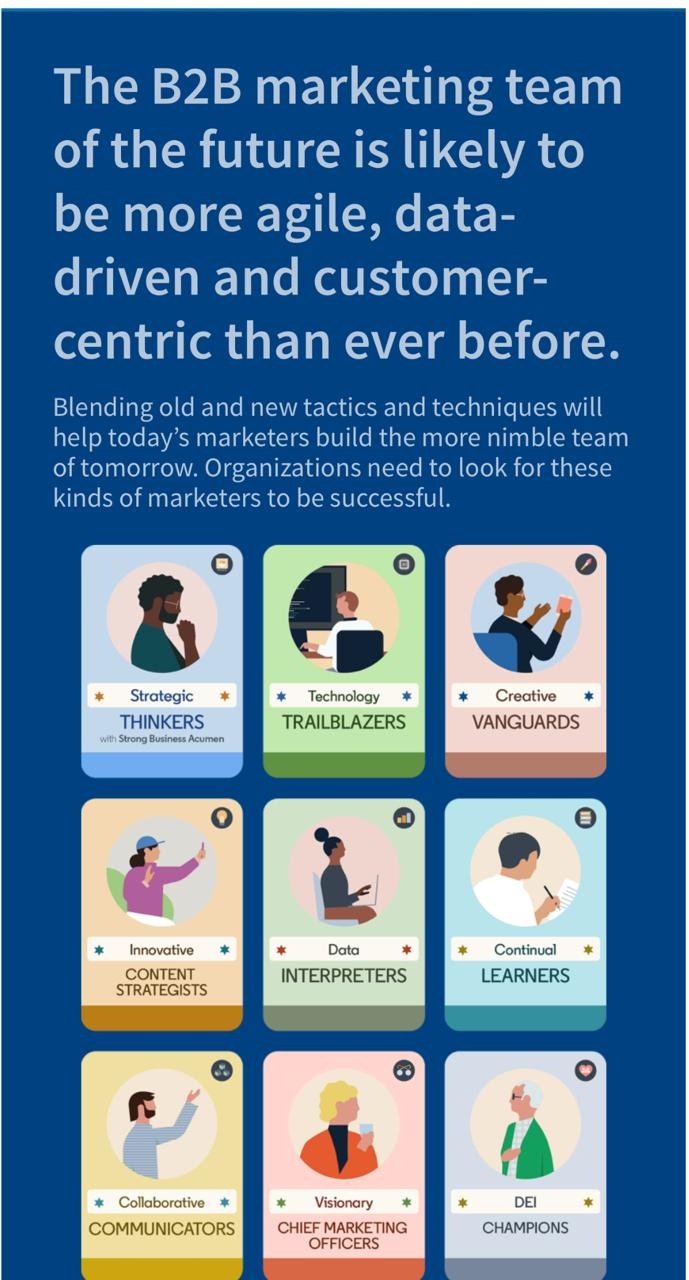 The B2B marketing team
of the future is likely to
be more agile, data-
driven and customer-
centric than ever before.
Blending old and new tactics and techniques will
help today’s marketers build the more nimble team
of tomorrow. Organizations need to look for these
kinds of marketers to be successful.
Strategic
THINKERS
with Strong Business Acumen
Technology
TRAILBLAZERS
Creative
VANGUARDS
Innovative
CONTENT
STRATEGISTS
Data
INTERPRETERS
Continual
LEARNERS
Collaborative
COMMUNICATORS
Visionary
CHIEF MARKETING
OFFICERS
DEI
CHAMPIONS